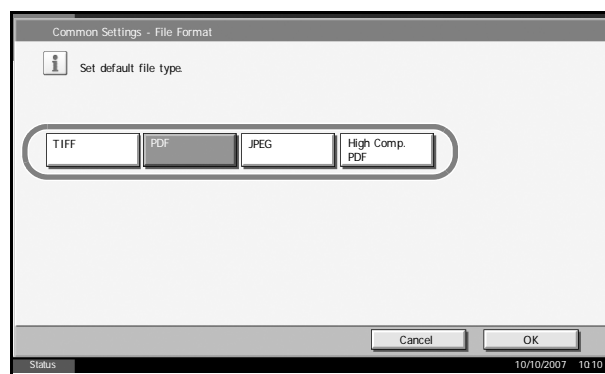 Common Settings - File Format
Set default file type.
TIFF
PDF
JPEG
High Comp.
PDF
Cancel
OK
Status
10/10/2007 10:10